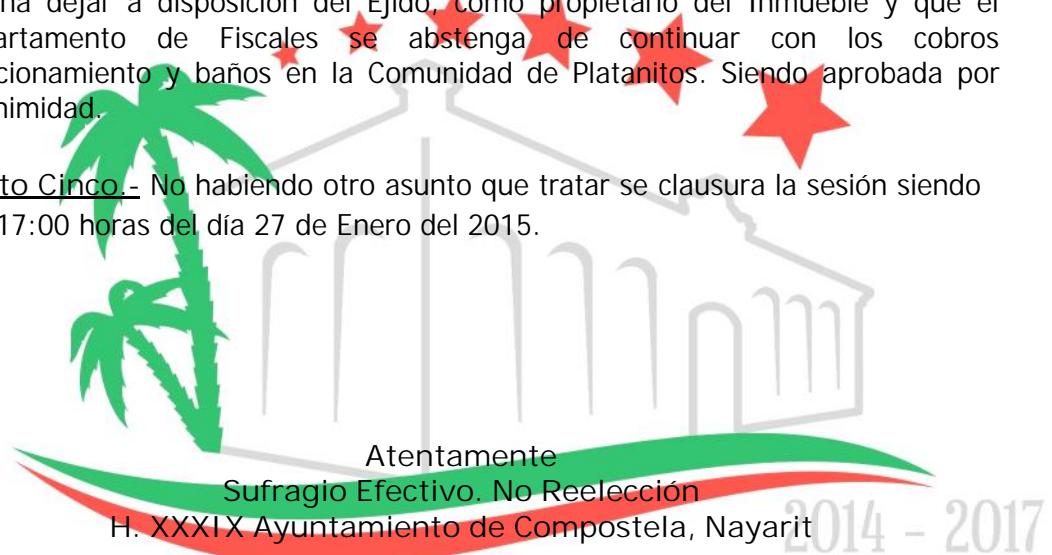 na dejar a disposición del Ejido, como propietario del Inmueble y que el
artamento de Fiscales se abstenga de continuar con los cobros
cionamiento y baños en la Comunidad de Platanitos. Siendo aprobada por
nimidad.
to Cinco.- No habiendo otro asunto que tratar se clausura la sesión siendo
17:00 horas del día 27 de Enero del 2015.
Atentamente
Sufragio Efectivo. No Reelección
H. XXXIX Ayuntamiento de Compostela, Nayarit
2014 – 2017